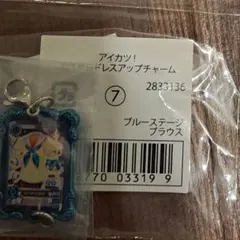 アイカツ!
ドレスアップチャーム
⑦
2833136
ブルーステージ
ブラウス
70 03319 9